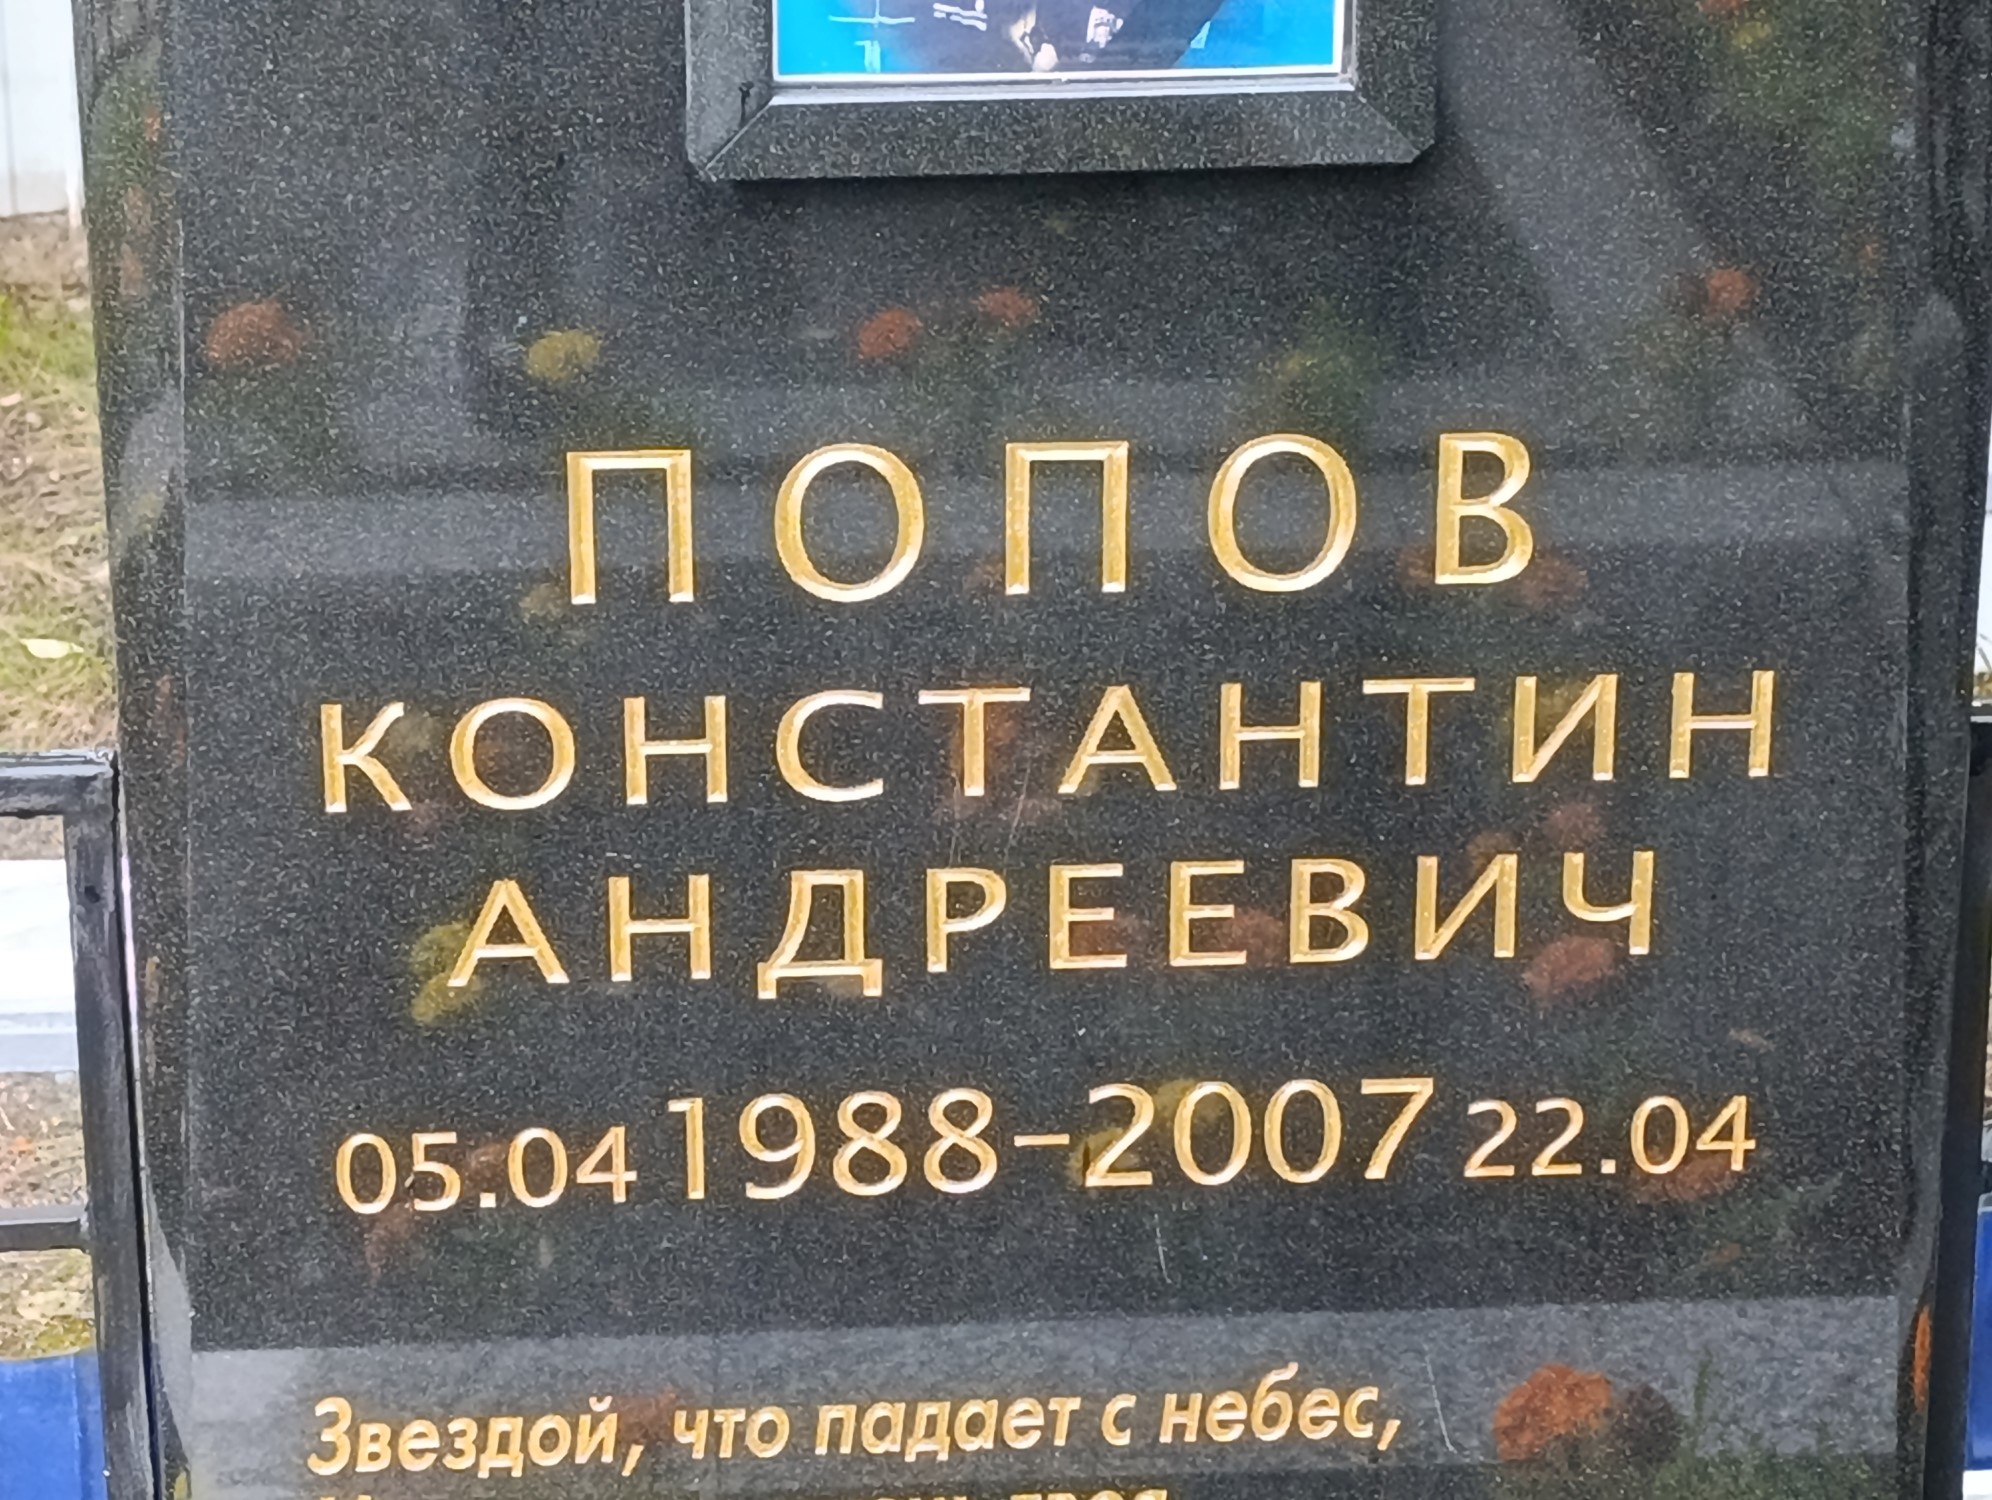 ПОПОВ
КОНСТАНТИН
АНДРЕЕВИЧ
05.04 1988-2007 22.04
Звездой, что падает с небес,